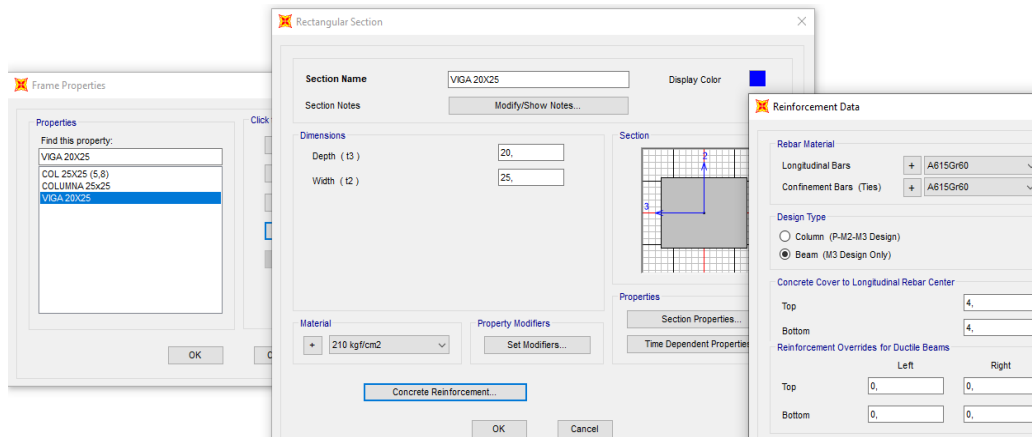 Frame Properties
Properties
Find this property:
VIGA 20X25
COL 25X25 (5,8)
COLUMNA 25x25
VIGA 20X25
Click
OK
Rectangular Section
Section Name
VIGA 20X25
Display Color
Section Notes
Modify/Show Notes...
Dimensions
Depth ( t3 )
20,
Width ( t2 )
25,
Section
2
3
Properties
Section Properties...
Time Dependent Propertie
Material
+
210 kgf/cm2
Property Modifiers
Set Modifiers...
Concrete Reinforcement...
OK
Cancel
Reinforcement Data
Rebar Material
Longitudinal Bars
+
A615Gr60
Confinement Bars (Ties)
+
A615Gr60
Design Type
Column (P-M2-M3 Design)
Beam (M3 Design Only)
Concrete Cover to Longitudinal Rebar Center
Top
4,
Bottom
4,
Reinforcement Overrides for Ductile Beams
Left
Right
Top
0,
0,
Bottom
0,
0,